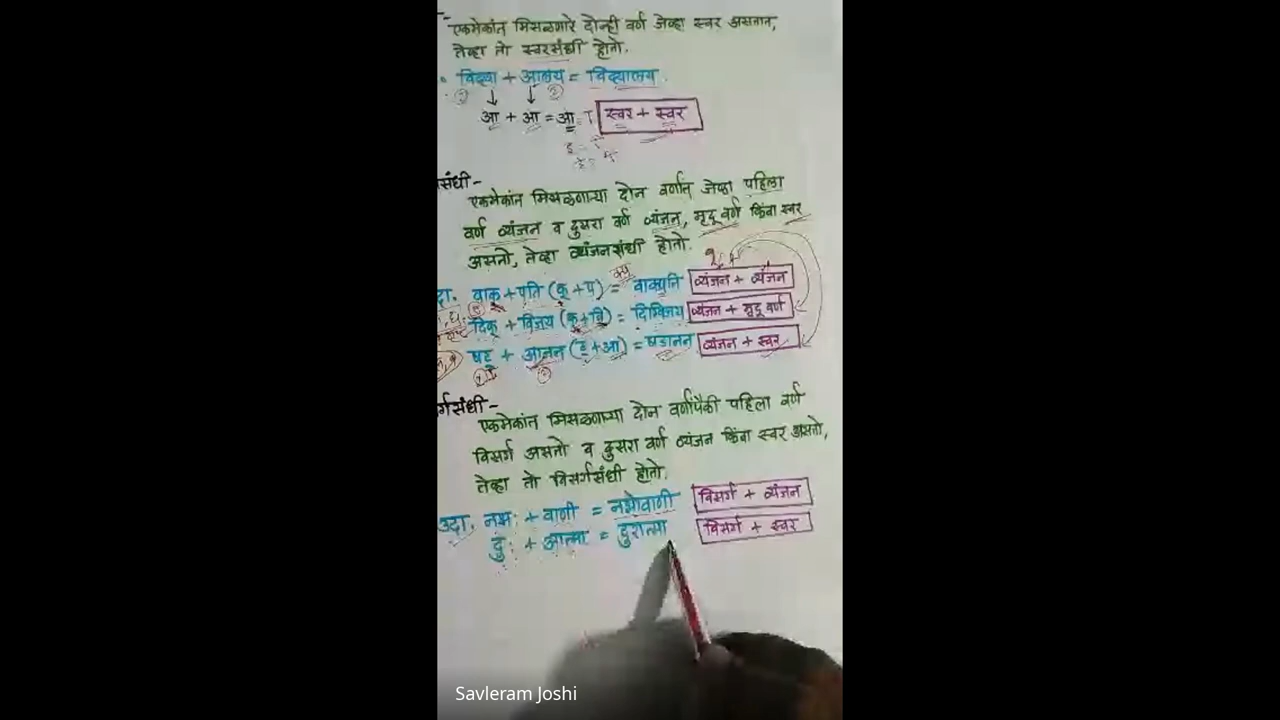 एकमेकांत मिसळणारे दोन्ही वर्ण जेव्हा स्वर असतात,
तेव्हा तो स्वरसंधी होतो.
विद्या + आलय = विद्यालय.
आ + आ = आ स्वर + स्वर
संधी -
एकमेकांत मिसळणाऱ्या दोन वर्णात जेव्हा पहिला
वर्ण व्यंजन व दुसरा वर्ण व्यंजन, मृदू वर्ण किंवा स्वर
असतो, तेव्हा व्यंजनसंधी होतो.
वाक् + पति (क् + प) = वाक्पति व्यंजन + व्यंजन
दिक् + विजय (क् + वि) = दिग्विजय व्यंजन + मृदू वर्ण
षट् + आनन (ट् + आ) = षडानन व्यंजन + स्वर
र्गसंधी -
एकमेकांत मिसळणाऱ्या दोन वर्णांपैकी पहिला वर्ण
विसर्ग असतो व दुसरा वर्ण व्यंजन किंवा स्वर असतो,
तेव्हा तो विसर्गसंधी होतो.
उदा. नभ: + वाणी = नभोवाणी विसर्ग + व्यंजन
दु: + आत्मा = दुरात्मा विसर्ग + स्वर
Savleram Joshi